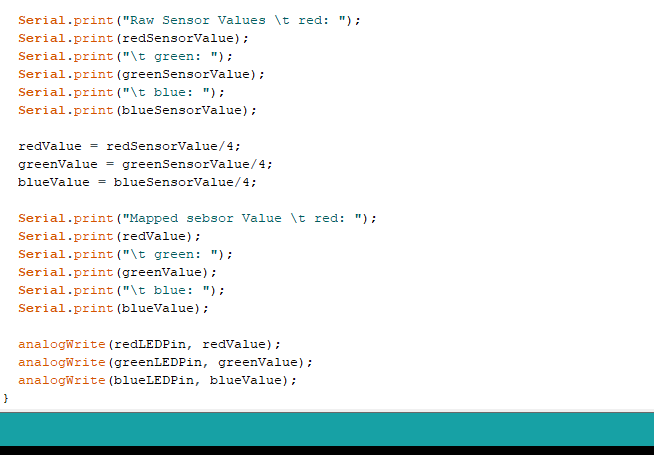 Serial.print("Raw Sensor Values \t red: ");
Serial.print(redSensorValue);
Serial.print("\t green: ");
Serial.print(greenSensorValue);
Serial.print("\t blue: ");
Serial.print(blueSensorValue);
redValue = redSensorValue/4;
greenValue = greenSensorValue/4;
blueValue = blueSensorValue/4;
Serial.print("Mapped sebsor Value \t red: ");
Serial.print(redValue);
Serial.print("\t green: ");
Serial.print(greenValue);
Serial.print("\t blue: ");
Serial.print(blueValue);
analogWrite(redLEDPin, redValue);
analogWrite(greenLEDPin, greenValue);
analogWrite(blueLEDPin, blueValue);
}